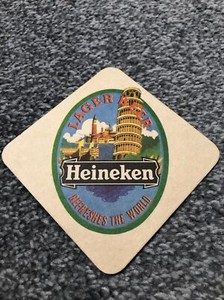 LAGER BEER
Heineken
REFRESHES THE WORLD